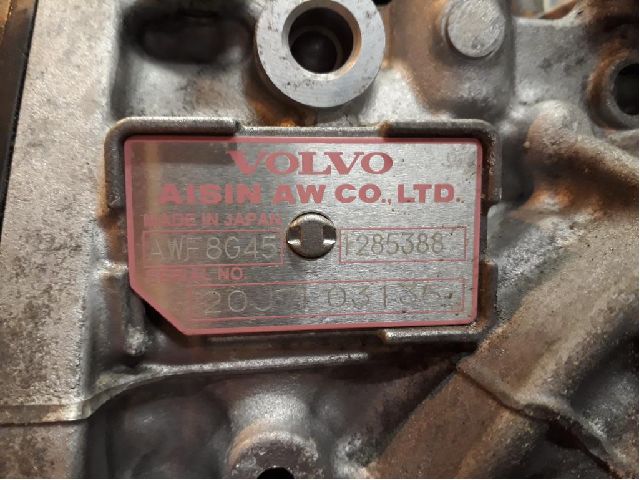 VOLVO
AISIN AW CO., LTD.
MADE IN JAPAN
AWF8G45 1285388
SERIAL NO